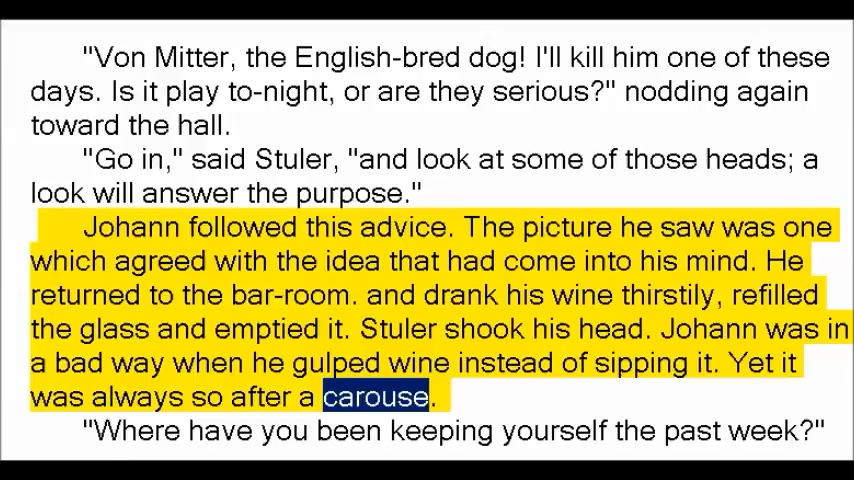 "Von Mitter, the English-bred dog! I'll kill him one of these
days. Is it play to-night, or are they serious?" nodding again
toward the hall.
"Go in," said Stuler, "and look at some of those heads; a
look will answer the purpose."
Johann followed this advice. The picture he saw was one
which agreed with the idea that had come into his mind. He
returned to the bar-room. and drank his wine thirstily, refilled
the glass and emptied it. Stuler shook his head. Johann was in
a bad way when he gulped wine instead of sipping it. Yet it
was always so after a carouse.
"Where have you been keeping yourself the past week?"